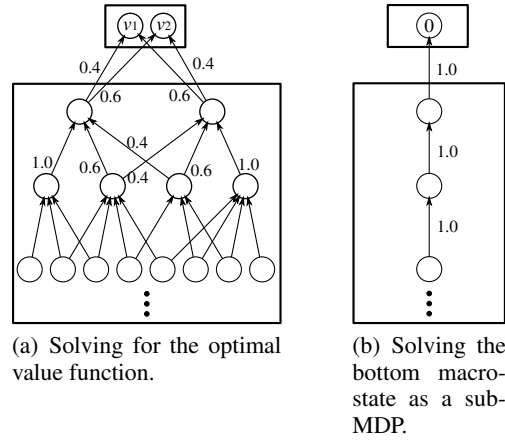 v1 v2
0
0.4 0.4
0.6 0.6
1.0
0.4
1.0 0.6 0.6 1.0
0.4
1.0
1.0
(a) Solving for the optimal
value function.
(b) Solving the
bottom macro-
state as a sub-
MDP.